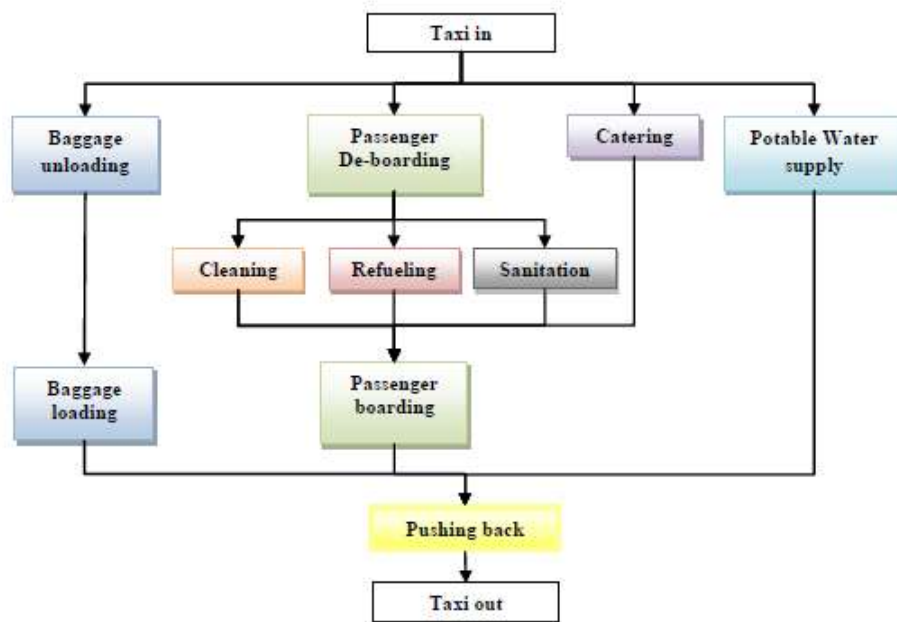 Taxi in
Baggage
unloading
Passenger
De-boarding
Catering
Potable Water
supply
Cleaning
Refueling
Sanitation
Baggage
loading
Passenger
boarding
Pushing back
Taxi out